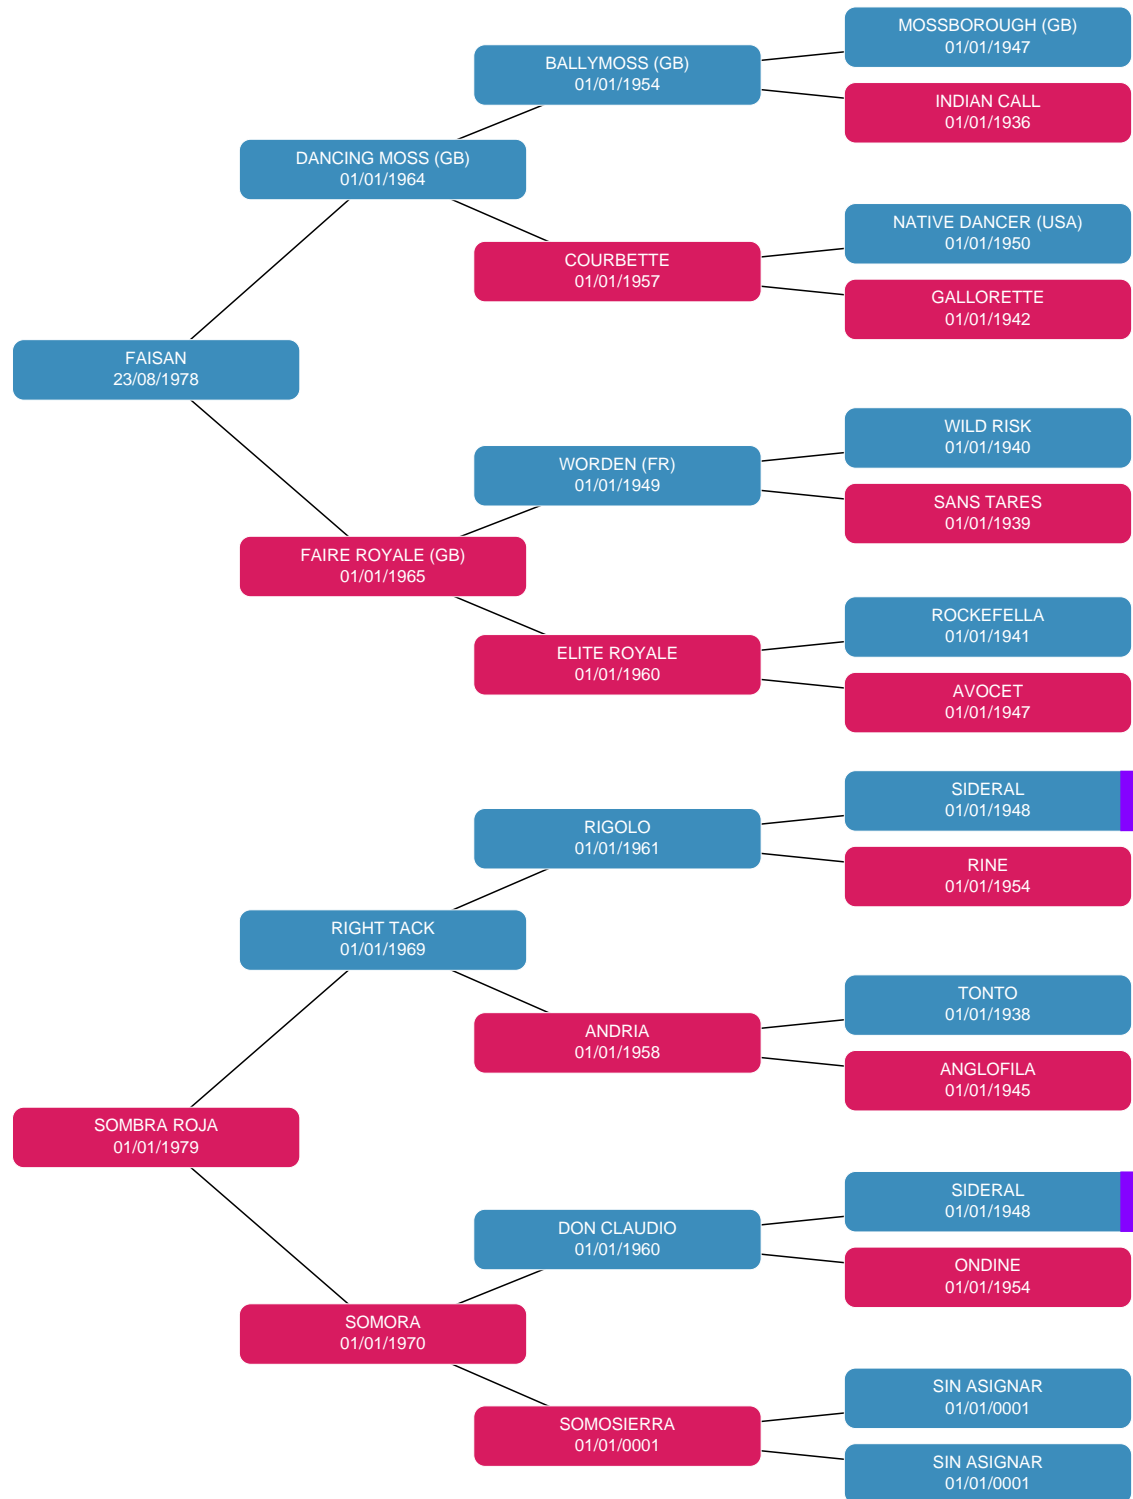 MOSSBOROUGH (GB)
01/01/1947
BALLYMOSS (GB)
01/01/1954
INDIAN CALL
01/01/1936
DANCING MOSS (GB)
01/01/1964
NATIVE DANCER (USA)
01/01/1950
COURBETTE
01/01/1957
GALLORETTE
01/01/1942
FAISAN
23/08/1978
WILD RISK
01/01/1940
WORDEN (FR)
01/01/1949
SANS TARES
01/01/1939
FAIRE ROYALE (GB)
01/01/1965
ROCKEFELLA
01/01/1941
ELITE ROYALE
01/01/1960
AVOCET
01/01/1947
SIDERAL
01/01/1948
RIGOLO
01/01/1961
RINE
01/01/1954
RIGHT TACK
01/01/1969
TONTO
01/01/1938
ANDRIA
01/01/1958
ANGLOFILA
01/01/1945
SOMBRA ROJA
01/01/1979
SIDERAL
01/01/1948
DON CLAUDIO
01/01/1960
ONDINE
01/01/1954
SOMORA
01/01/1970
SIN ASIGNAR
01/01/0001
SOMOSIERRA
01/01/0001
SIN ASIGNAR
01/01/0001